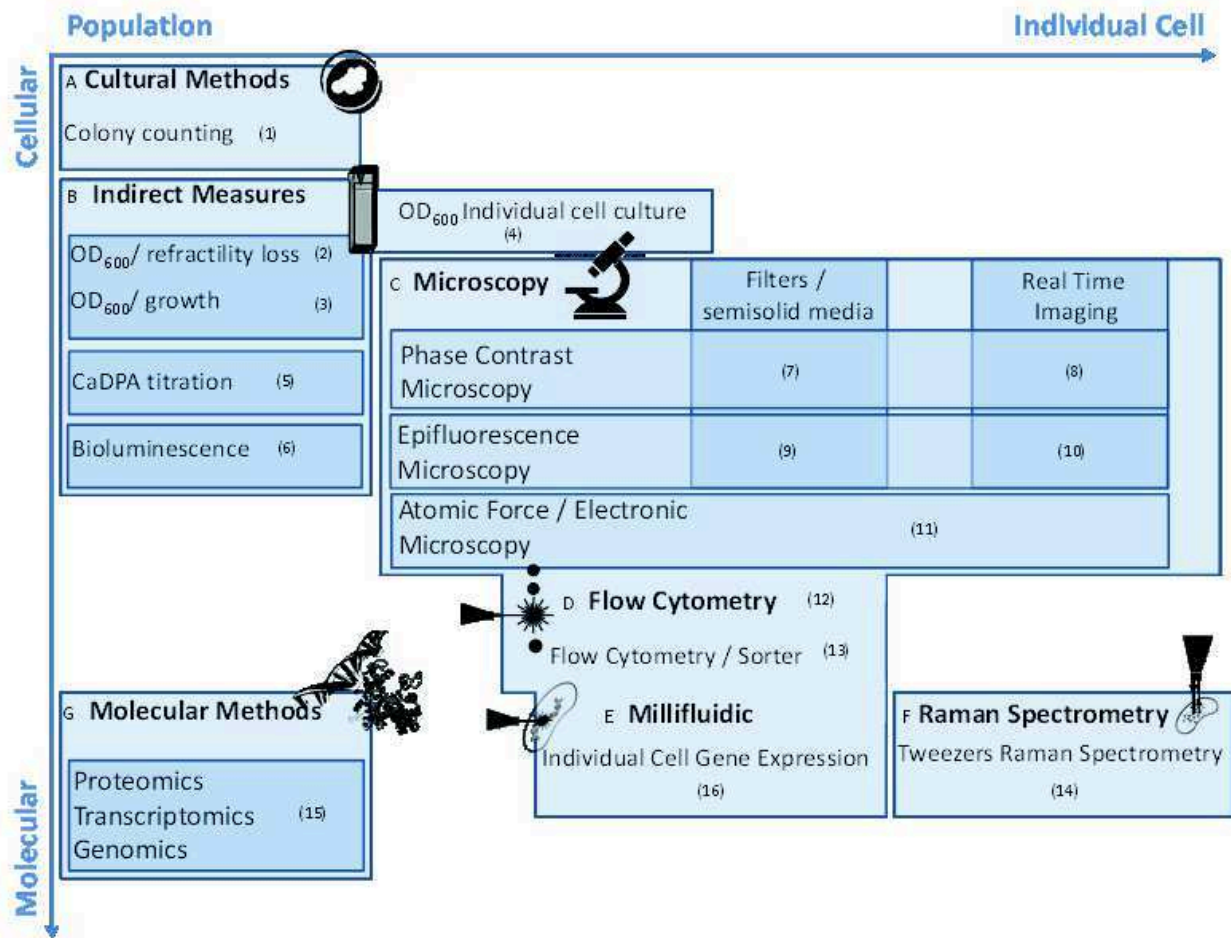 Population
Individual Cell
Cellular
Molecular
A Cultural Methods
Colony counting (1)
B Indirect Measures
OD600/ refractility loss (2)
OD600/ growth (3)
CaDPA titration (5)
Bioluminescence (6)
OD600 Individual cell culture
(4)
C Microscopy
Filters /
semisolid media
Real Time
Imaging
Phase Contrast
Microscopy
(7)
(8)
Epifluorescence
Microscopy
(9)
(10)
Atomic Force / Electronic
Microscopy
(11)
D Flow Cytometry (12)
Flow Cytometry / Sorter (13)
E Millifluidic
Individual Cell Gene Expression
(16)
F Raman Spectrometry
Tweezers Raman Spectrometry
(14)
G Molecular Methods
Proteomics
Transcriptomics (15)
Genomics